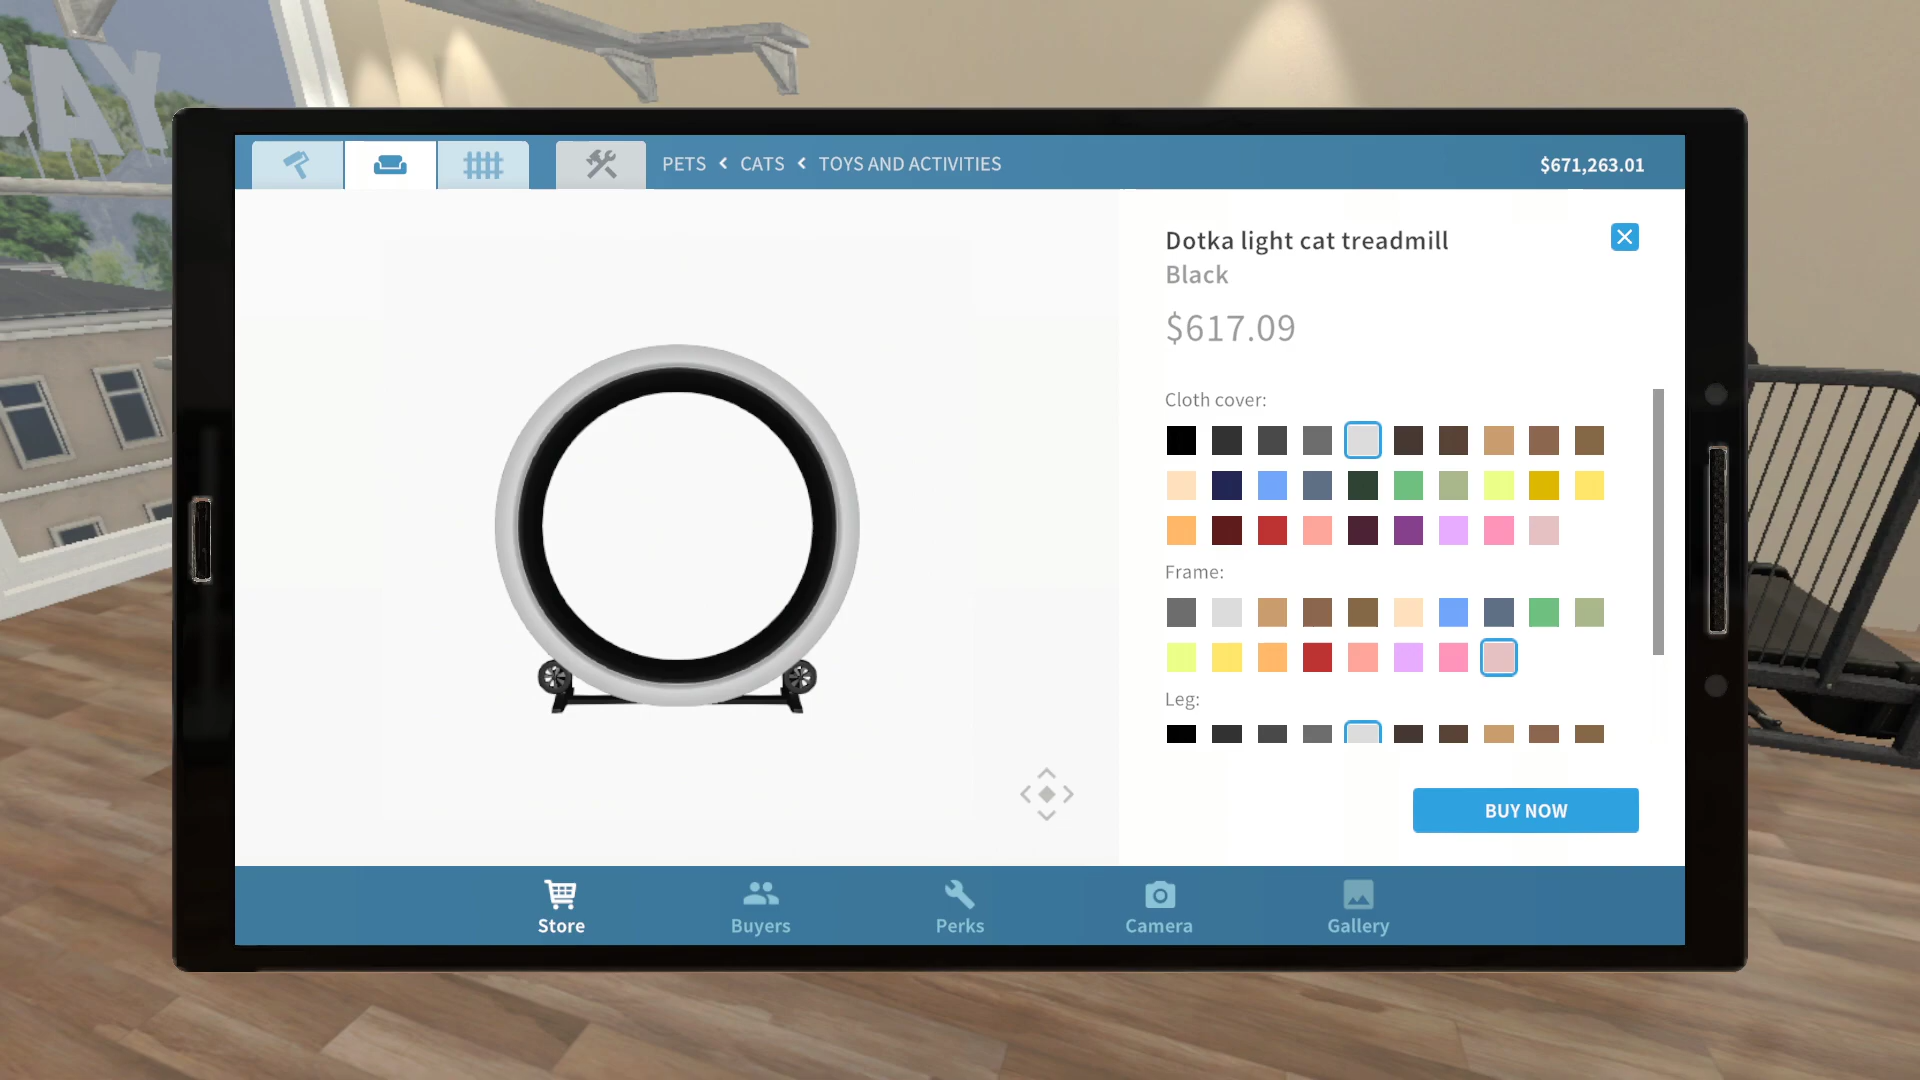 BAY
PETS < CATS < TOYS AND ACTIVITIES
$671,263.01
Dotka light cat treadmill
Black
$617.09
Cloth cover:
Frame:
Leg:
BUY NOW
Store
Buyers
Perks
Camera
Gallery